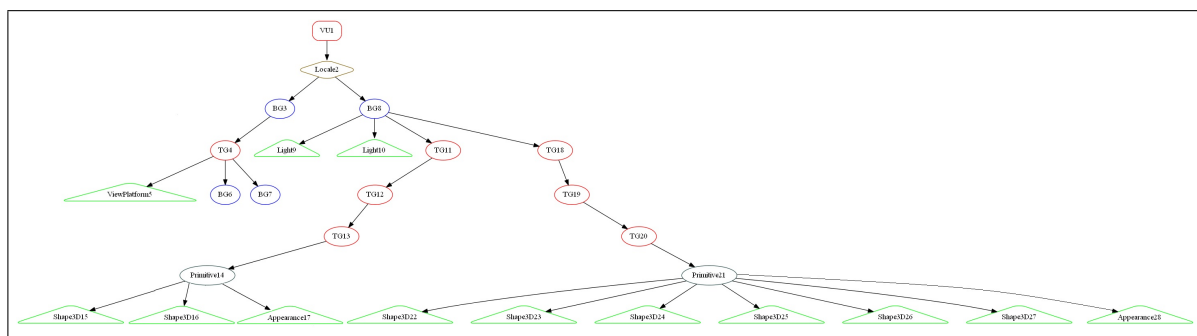 VU1
Locale2
BG3
BG8
TG4
Light9
Light10
TG11
TG18
ViewPlatform5
BG6
BG7
TG12
TG19
TG13
TG20
Primitive14
Primitive21
Shape3D15
Shape3D16
Appearance17
Shape3D22
Shape3D23
Shape3D24
Shape3D25
Shape3D26
Shape3D27
Appearance28